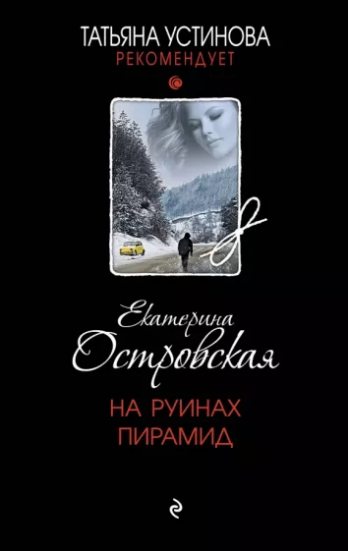 ТАТЬЯНА УСТИНОВА
РЕКОМЕНДУЕТ
Екатерина
Островская
НА РУИНАХ
ПИРАМИД